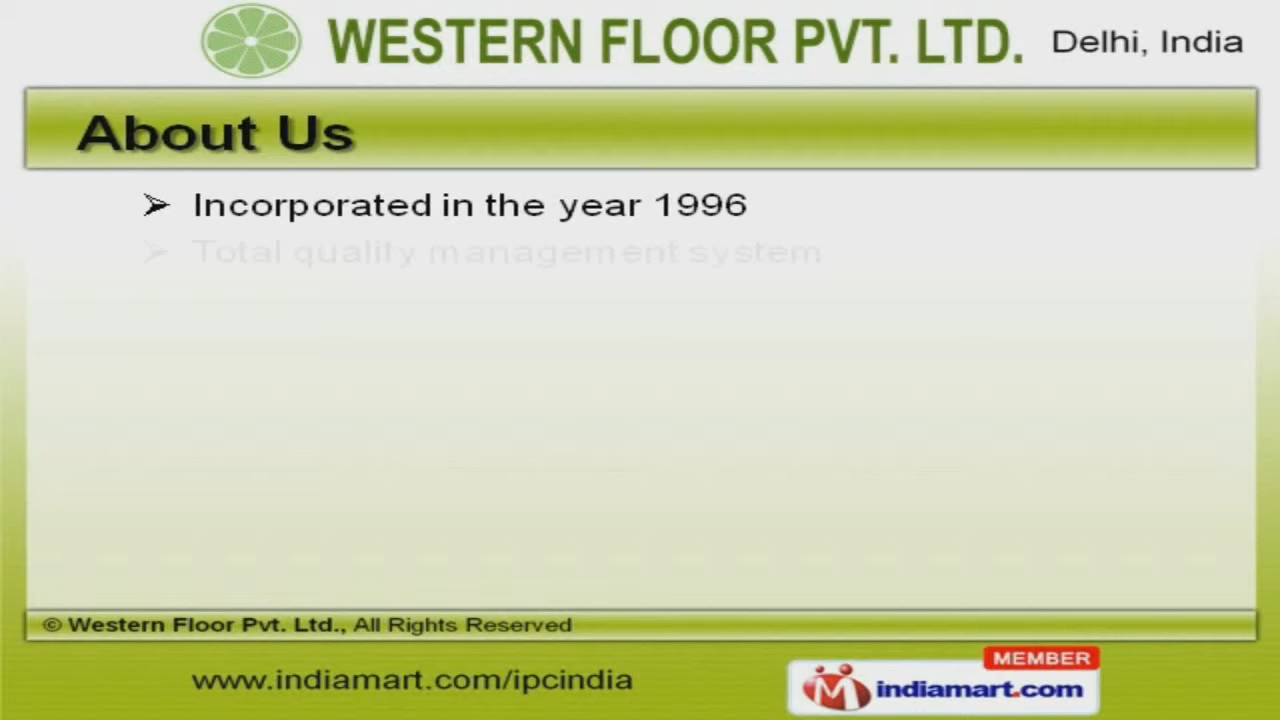 WESTERN FLOOR PVT. LTD. Delhi, India
About Us
➢ Incorporated in the year 1996
➢ Total quality management system
© Western Floor Pvt. Ltd., All Rights Reserved
MEMBER
www.indiamart.com/ipcindia
indiamart.com